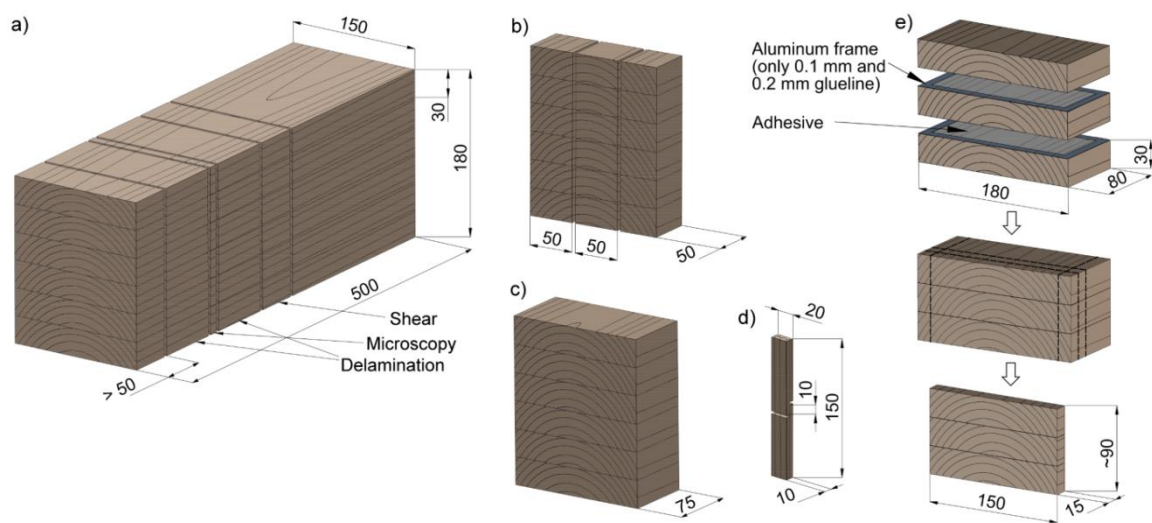 a)
150
30
180
500
Shear
Microscopy
Delamination
> 50
b)
50
50
50
c)
75
d)
20
10
150
10
e)
Aluminum frame
(only 0.1 mm and
0.2 mm glueline)
Adhesive
30
80
180
~90
150
15